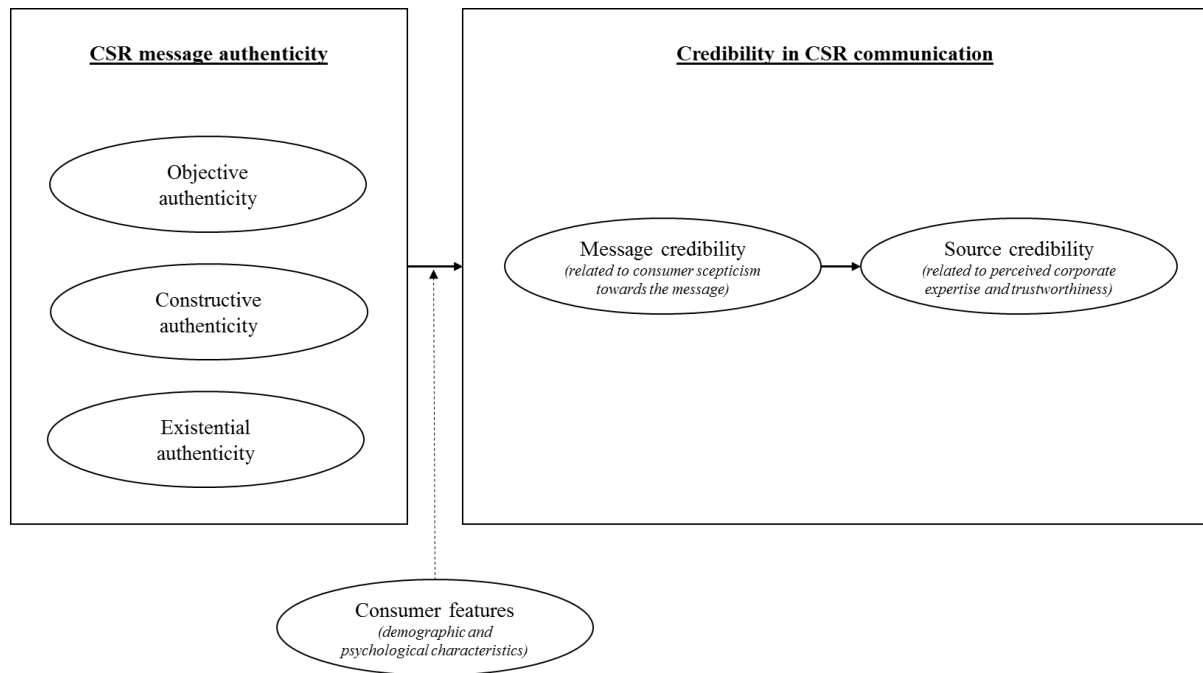 CSR message authenticity
Objective
authenticity
Constructive
authenticity
Existential
authenticity
Credibility in CSR communication
Message credibility
(related to consumer scepticism
towards the message)
Source credibility
(related to perceived corporate
expertise and trustworthiness)
Consumer features
(demographic and
psychological characteristics)